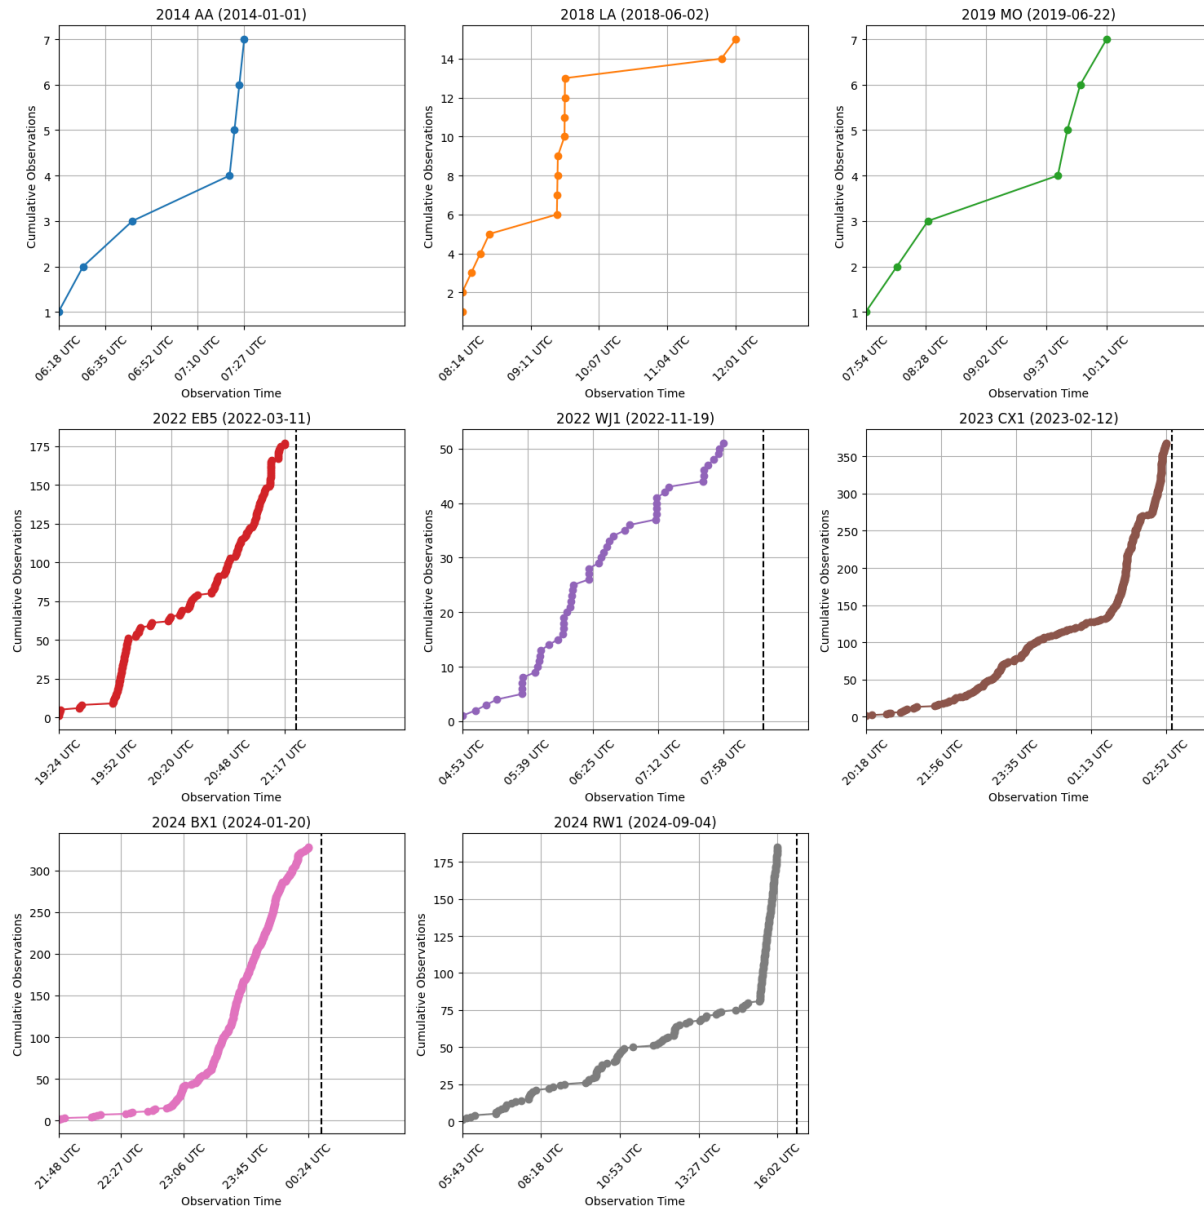 2014 AA (2014-01-01)
Cumulative Observations
7
6
5
4
3
2
1
06:18 UTC
06:35 UTC
06:52 UTC
07:10 UTC
07:27 UTC
Observation Time
2018 LA (2018-06-02)
Cumulative Observations
14
12
10
8
6
4
2
08:14 UTC
09:11 UTC
10:07 UTC
11:04 UTC
12:01 UTC
Observation Time
2019 MO (2019-06-22)
Cumulative Observations
7
6
5
4
3
2
1
07:54 UTC
08:28 UTC
09:02 UTC
09:37 UTC
10:11 UTC
Observation Time
2022 EB5 (2022-03-11)
Cumulative Observations
175
150
125
100
75
50
25
0
19:24 UTC
19:52 UTC
20:20 UTC
20:48 UTC
21:17 UTC
Observation Time
2022 WJ1 (2022-11-19)
Cumulative Observations
50
40
30
20
10
0
04:53 UTC
05:39 UTC
06:25 UTC
07:12 UTC
07:58 UTC
Observation Time
2023 CX1 (2023-02-12)
Cumulative Observations
350
300
250
200
150
100
50
0
20:18 UTC
21:56 UTC
23:35 UTC
01:13 UTC
02:52 UTC
Observation Time
2024 BX1 (2024-01-20)
Cumulative Observations
300
250
200
150
100
50
0
21:48 UTC
22:27 UTC
23:06 UTC
23:45 UTC
00:24 UTC
Observation Time
2024 RW1 (2024-09-04)
Cumulative Observations
175
150
125
100
75
50
25
0
05:43 UTC
08:18 UTC
10:53 UTC
13:27 UTC
16:02 UTC
Observation Time